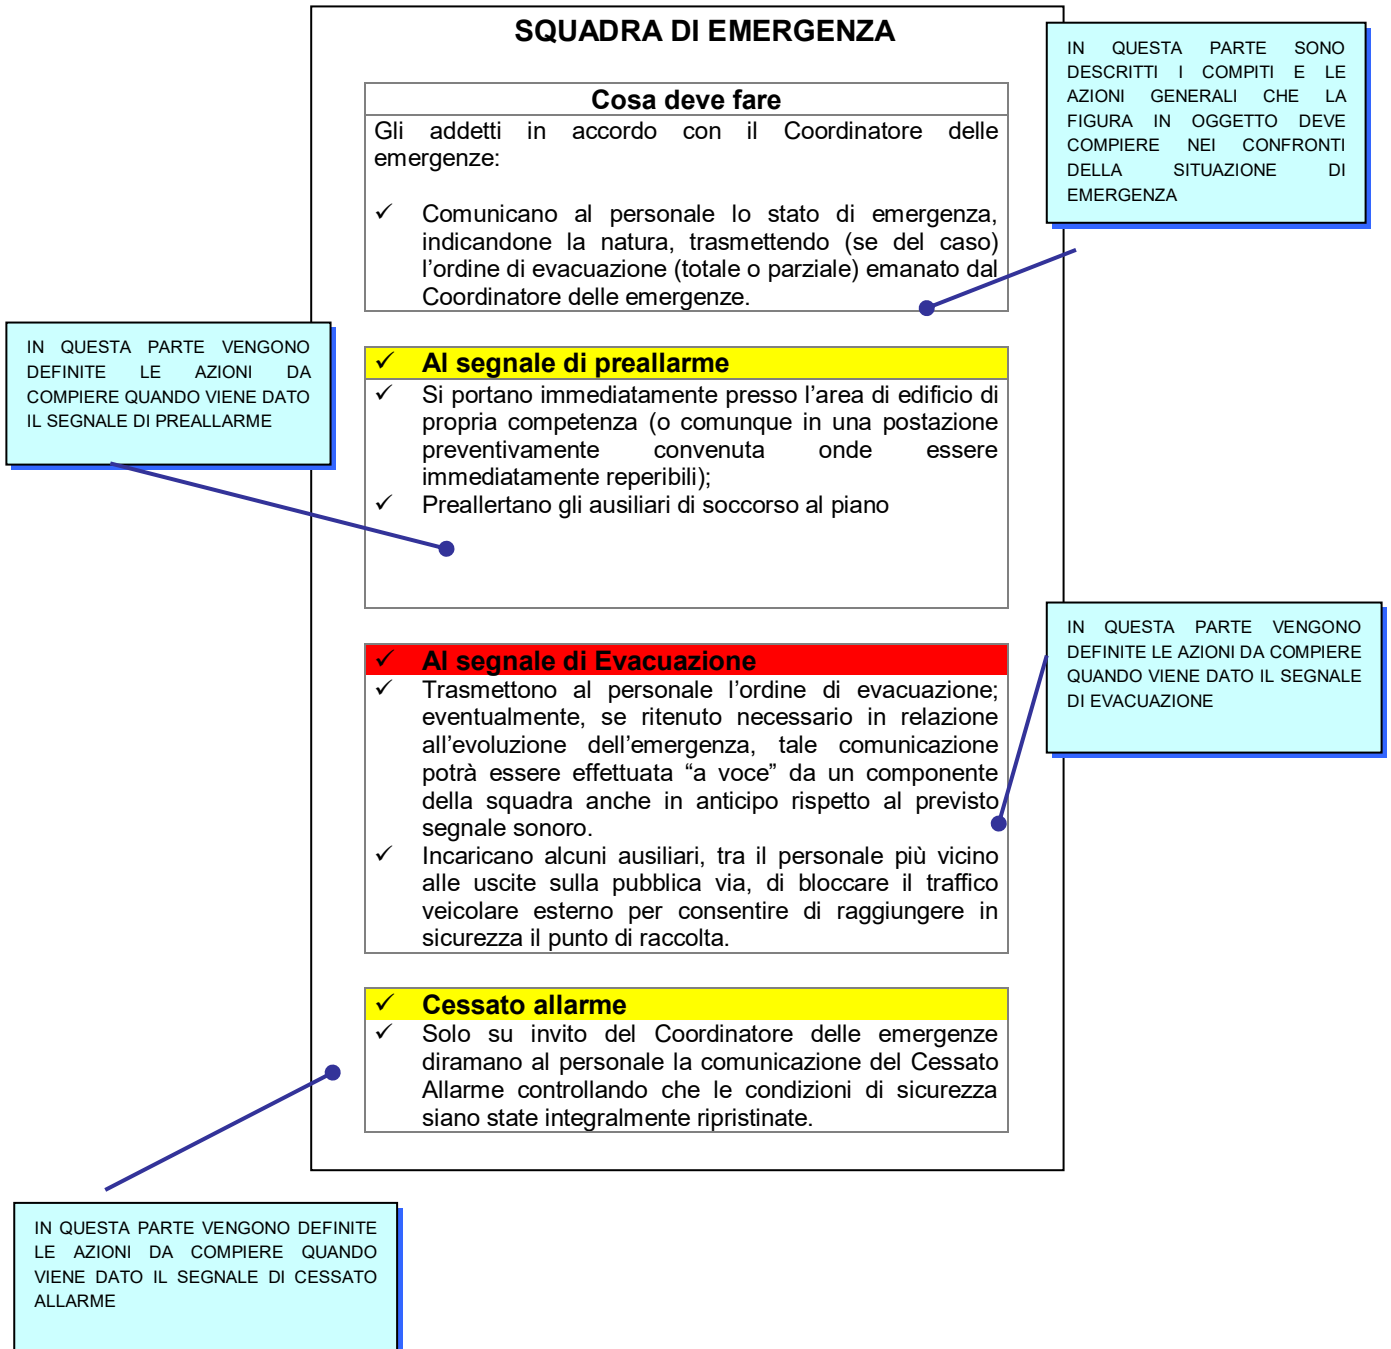 SQUADRA DI EMERGENZA
IN QUESTA PARTE SONO
DESCRITTI I COMPITI E LE
AZIONI GENERALI CHE LA
FIGURA IN OGGETTO DEVE
COMPIERE NEI CONFRONTI
DELLA SITUAZIONE DI
EMERGENZA
Cosa deve fare
Gli addetti in accordo con il Coordinatore delle
emergenze:
✓ Comunicano al personale lo stato di emergenza,
indicandone la natura, trasmettendo (se del caso)
l’ordine di evacuazione (totale o parziale) emanato dal
Coordinatore delle emergenze.
IN QUESTA PARTE VENGONO
DEFINITE LE AZIONI DA
COMPIERE QUANDO VIENE DATO
IL SEGNALE DI PREALLARME
✓ Al segnale di preallarme
✓ Si portano immediatamente presso l’area di edificio di
propria competenza (o comunque in una postazione
preventivamente convenuta onde essere
immediatamente reperibili);
✓ Preallertano gli ausiliari di soccorso al piano
IN QUESTA PARTE VENGONO
DEFINITE LE AZIONI DA COMPIERE
QUANDO VIENE DATO IL SEGNALE
DI EVACUAZIONE
✓ Al segnale di Evacuazione
✓ Trasmettono al personale l’ordine di evacuazione;
eventualmente, se ritenuto necessario in relazione
all’evoluzione dell’emergenza, tale comunicazione
potrà essere effettuata “a voce” da un componente
della squadra anche in anticipo rispetto al previsto
segnale sonoro.
✓ Incaricano alcuni ausiliari, tra il personale più vicino
alle uscite sulla pubblica via, di bloccare il traffico
veicolare esterno per consentire di raggiungere in
sicurezza il punto di raccolta.
✓ Cessato allarme
✓ Solo su invito del Coordinatore delle emergenze
diramano al personale la comunicazione del Cessato
Allarme controllando che le condizioni di sicurezza
siano state integralmente ripristinate.
IN QUESTA PARTE VENGONO DEFINITE
LE AZIONI DA COMPIERE QUANDO
VIENE DATO IL SEGNALE DI CESSATO
ALLARME